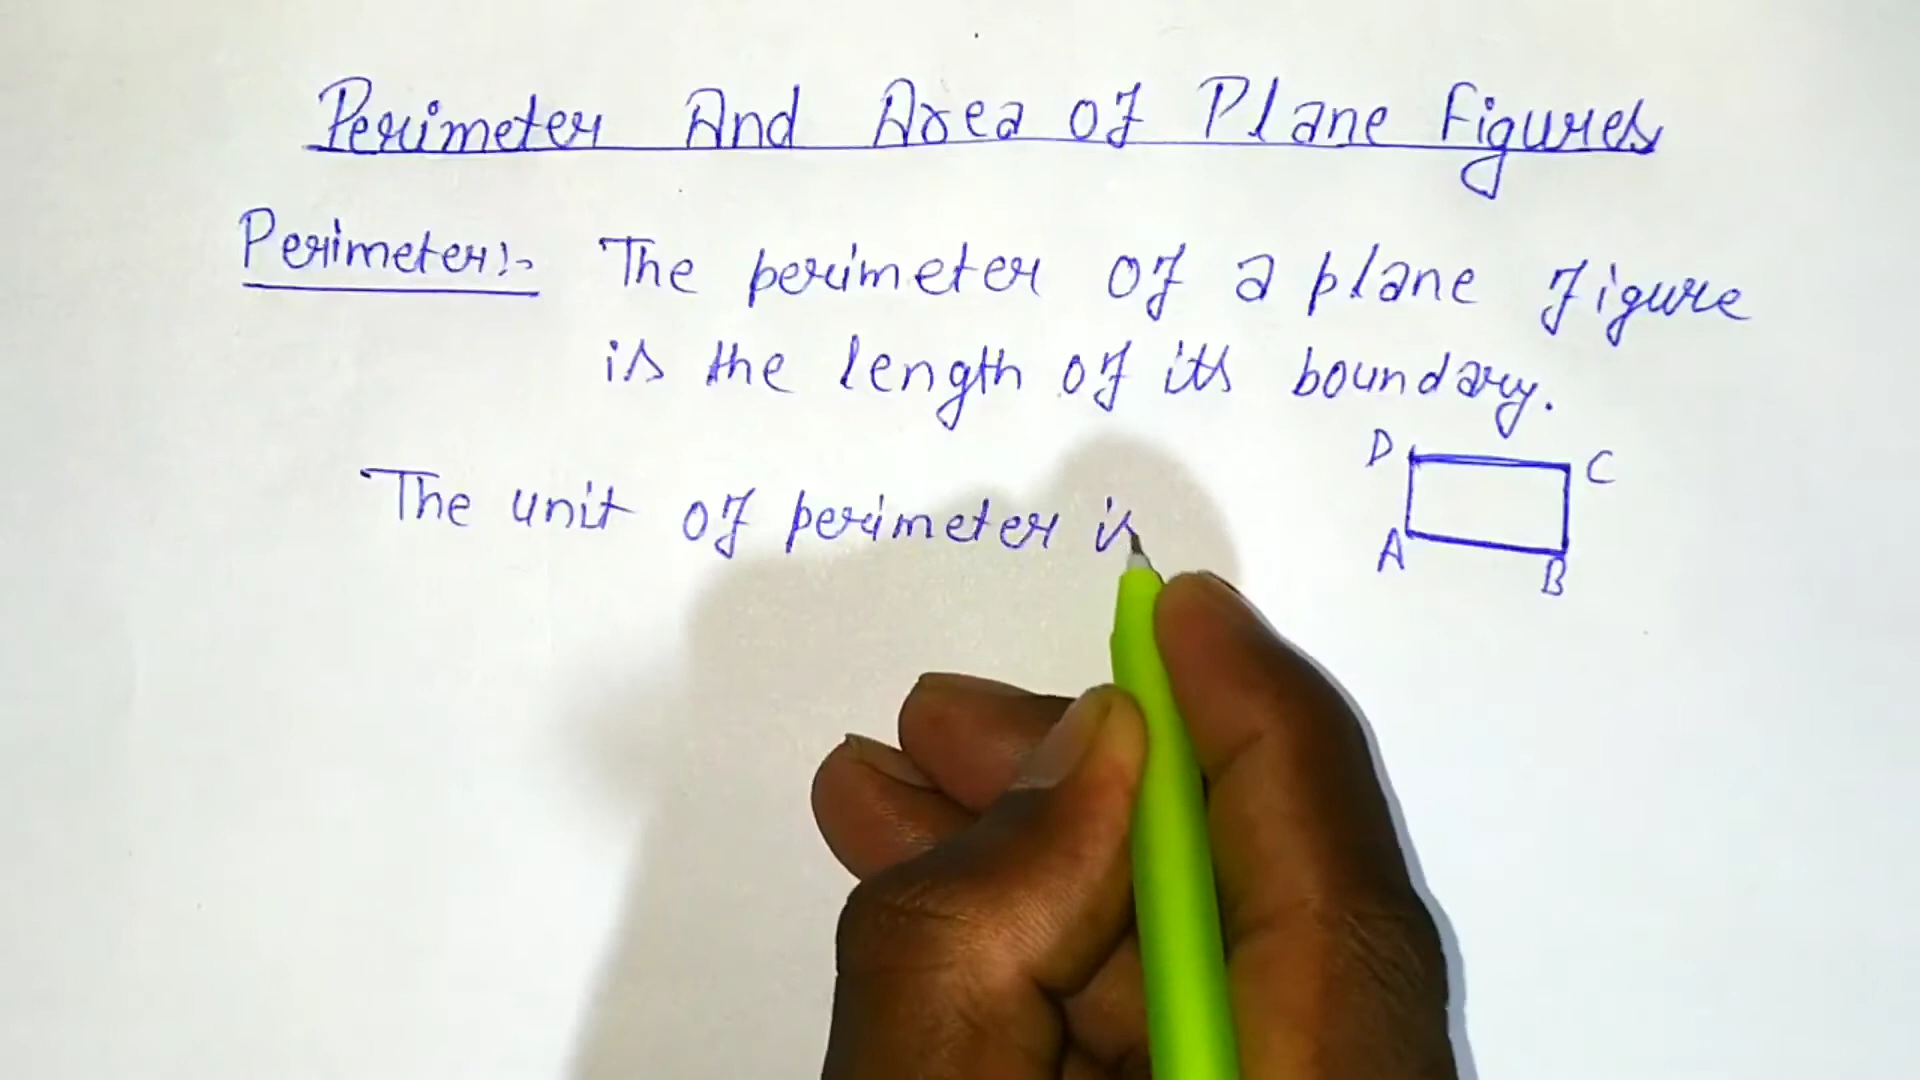 Perimeter And Area of Plane figures
Perimeter:- The perimeter of a plane figure
is the length of its boundary.
D C
The unit of perimeter is
A B